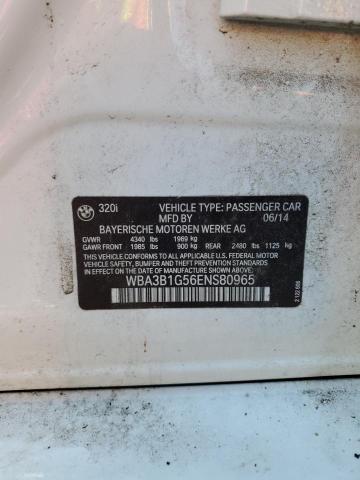 320i VEHICLE TYPE: PASSENGER CAR
MFD BY 06/14
BAYERISCHE MOTOREN WERKE AG
GVWR 4340 lbs 1969 kg
GAWR FRONT 1985 lbs 900 kg REAR 2480 lbs 1125 kg
THIS VEHICLE CONFORMS TO ALL APPLICABLE U.S. FEDERAL MOTOR
VEHICLE SAFETY, BUMPER, AND THEFT PREVENTION STANDARDS
IN EFFECT ON THE DATE OF MANUFACTURE SHOWN ABOVE.
WBA3B1G56ENS80965